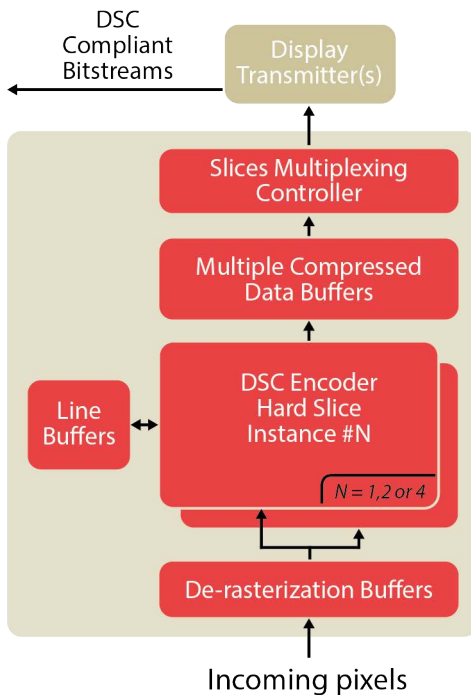 DSC
Compliant
Bitstreams
Display
Transmitter(s)
Slices Multiplexing
Controller
Multiple Compressed
Data Buffers
DSC Encoder
Hard Slice
Instance #N
N = 1,2 or 4
Line
Buffers
De-rasterization Buffers
Incoming pixels